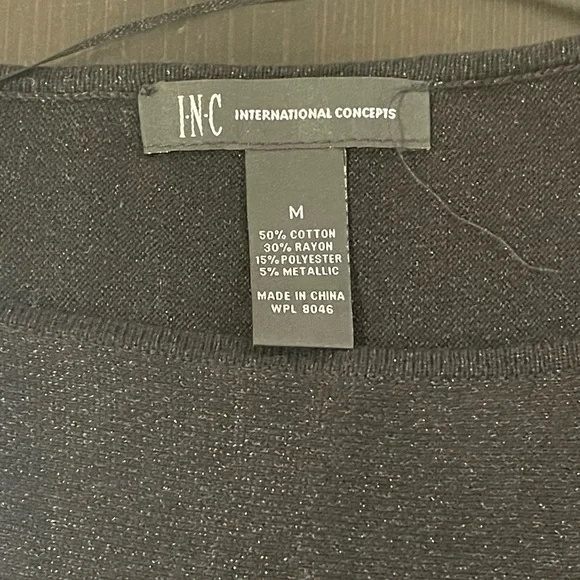 I·N·C INTERNATIONAL CONCEPTS
M
50% COTTON
30% RAYON
15% POLYESTER
5% METALLIC
MADE IN CHINA
WPL 8046